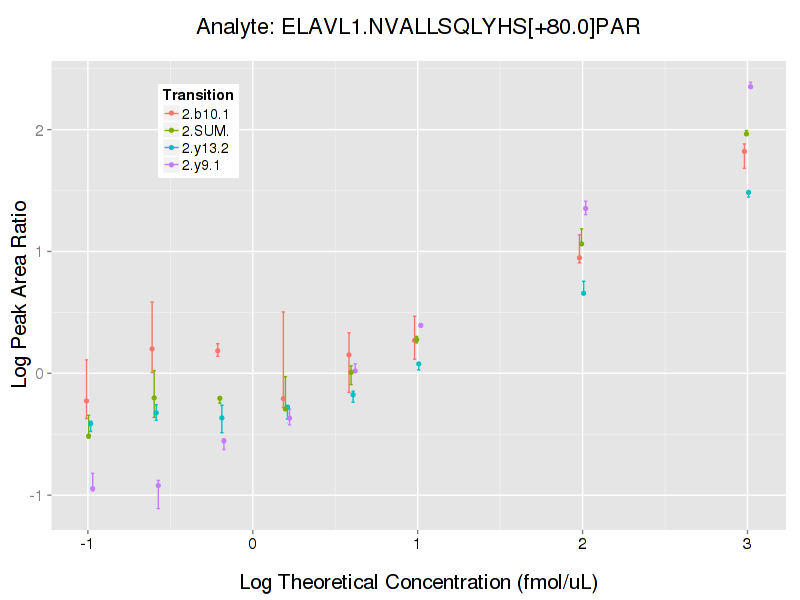 Analyte: ELAVL1.NVALLSQLYHS[+80.0]PAR
Transition
2.b10.1
2.SUM.
2.y13.2
2.y9.1
Log Peak Area Ratio
2
1
0
-1
-1 0 1 2 3
Log Theoretical Concentration (fmol/uL)